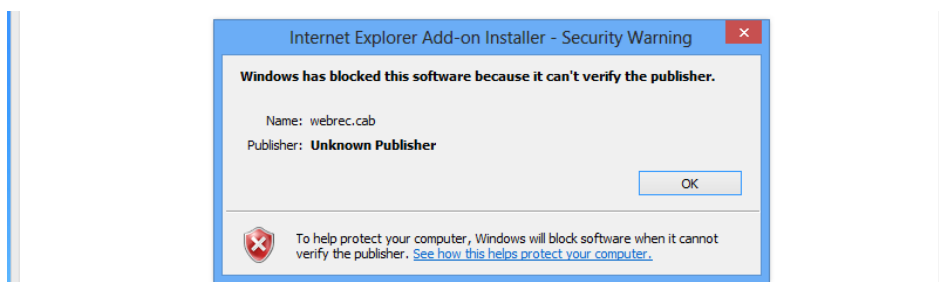 Internet Explorer Add-on Installer - Security Warning
Windows has blocked this software because it can't verify the publisher.
Name: webrec.cab
Publisher: Unknown Publisher
OK
To help protect your computer, Windows will block software when it cannot
verify the publisher. See how this helps protect your computer.